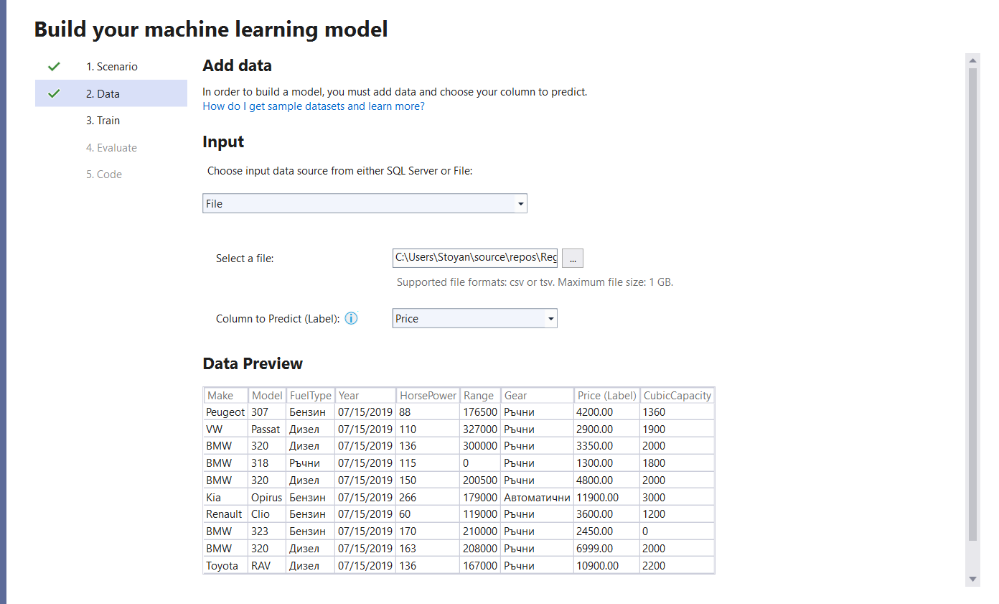 Build your machine learning model
1. Scenario
2. Data
3. Train
4. Evaluate
5. Code
Add data
In order to build a model, you must add data and choose your column to predict.
How do I get sample datasets and learn more?
Input
Choose input data source from either SQL Server or File:
File
Select a file: C:\Users\Stoyan\source\repos\Reg ...
Supported file formats: csv or tsv. Maximum file size: 1 GB.
Column to Predict (Label): Price
Data Preview
Make Model FuelType Year HorsePower Range Gear Price (Label) CubicCapacity
Peugeot 307 Бензин 07/15/2019 88 176500 Ръчни 4200.00 1360
VW Passat Дизел 07/15/2019 110 327000 Ръчни 2900.00 1900
BMW 320 Дизел 07/15/2019 136 300000 Ръчни 3350.00 2000
BMW 318 Ръчни 07/15/2019 115 0 Ръчни 1300.00 1800
BMW 320 Дизел 07/15/2019 150 200500 Ръчни 4800.00 2000
Kia Opirus Бензин 07/15/2019 266 179000 Автоматични 11900.00 3000
Renault Clio Бензин 07/15/2019 60 119000 Ръчни 3600.00 1200
BMW 323 Бензин 07/15/2019 170 210000 Ръчни 2450.00 0
BMW 320 Дизел 07/15/2019 163 208000 Ръчни 6999.00 2000
Toyota RAV Дизел 07/15/2019 136 167000 Ръчни 10900.00 2200